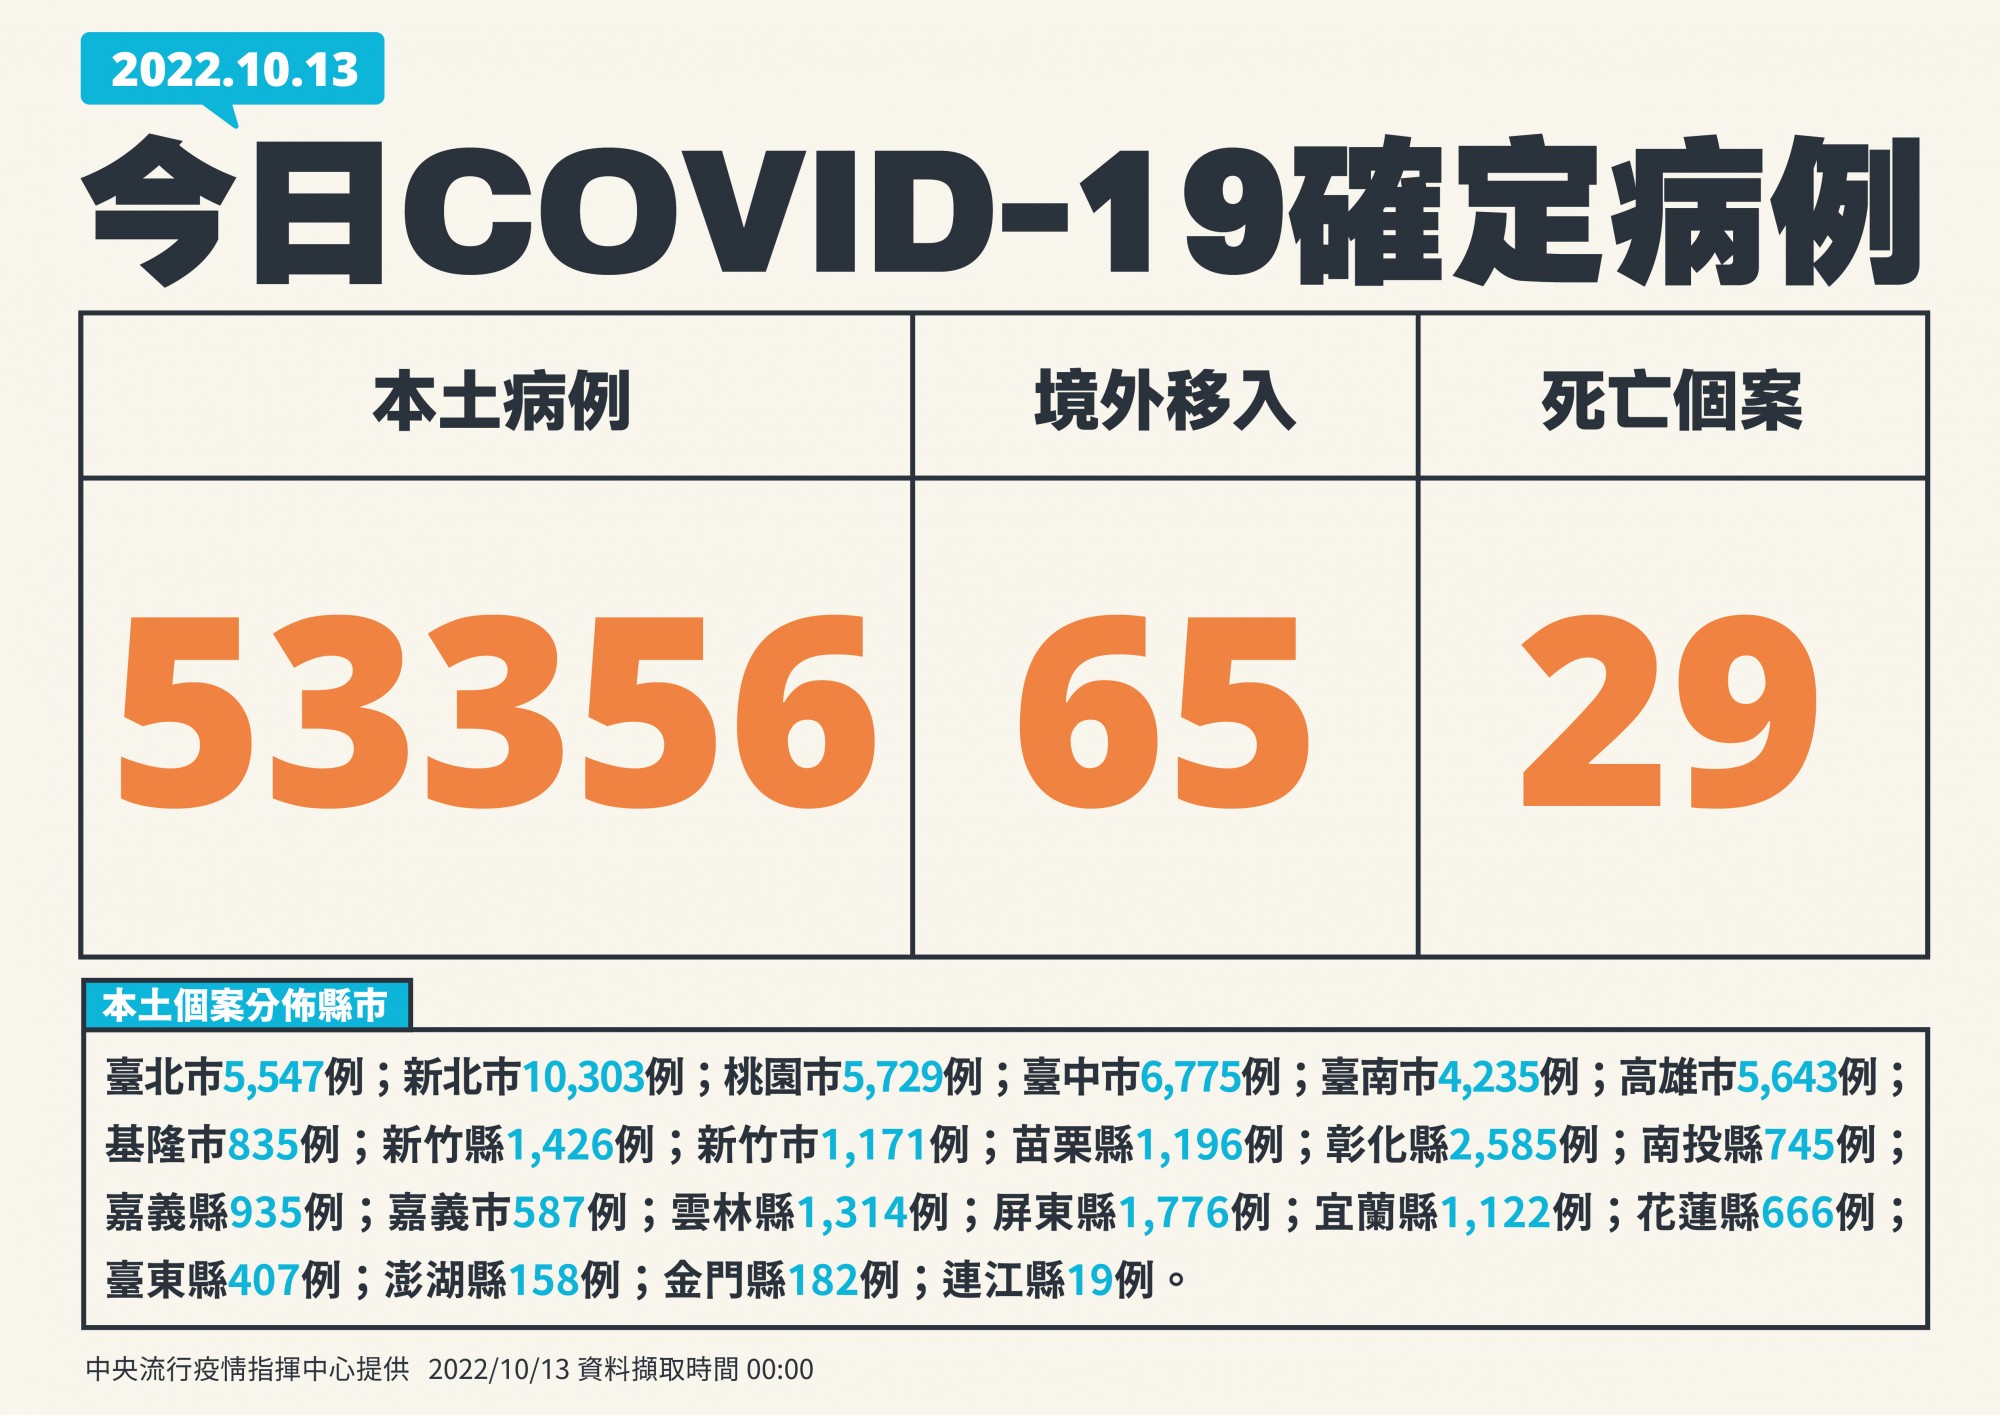 2022.10.13
今日COVID-19確定病例
本土病例 境外移入 死亡個案
53356 65 29
本土個案分佈縣市
臺北市5,547例；新北市10,303例；桃園市5,729例；臺中市6,775例；臺南市4,235例；高雄市5,643例；
基隆市835例；新竹縣1,426例；新竹市1,171例；苗栗縣1,196例；彰化縣2,585例；南投縣745例；
嘉義縣935例；嘉義市587例；雲林縣1,314例；屏東縣1,776例；宜蘭縣1,122例；花蓮縣666例；
臺東縣407例；澎湖縣158例；金門縣182例；連江縣19例。
中央流行疫情指揮中心提供 2022/10/13 資料擷取時間 00:00